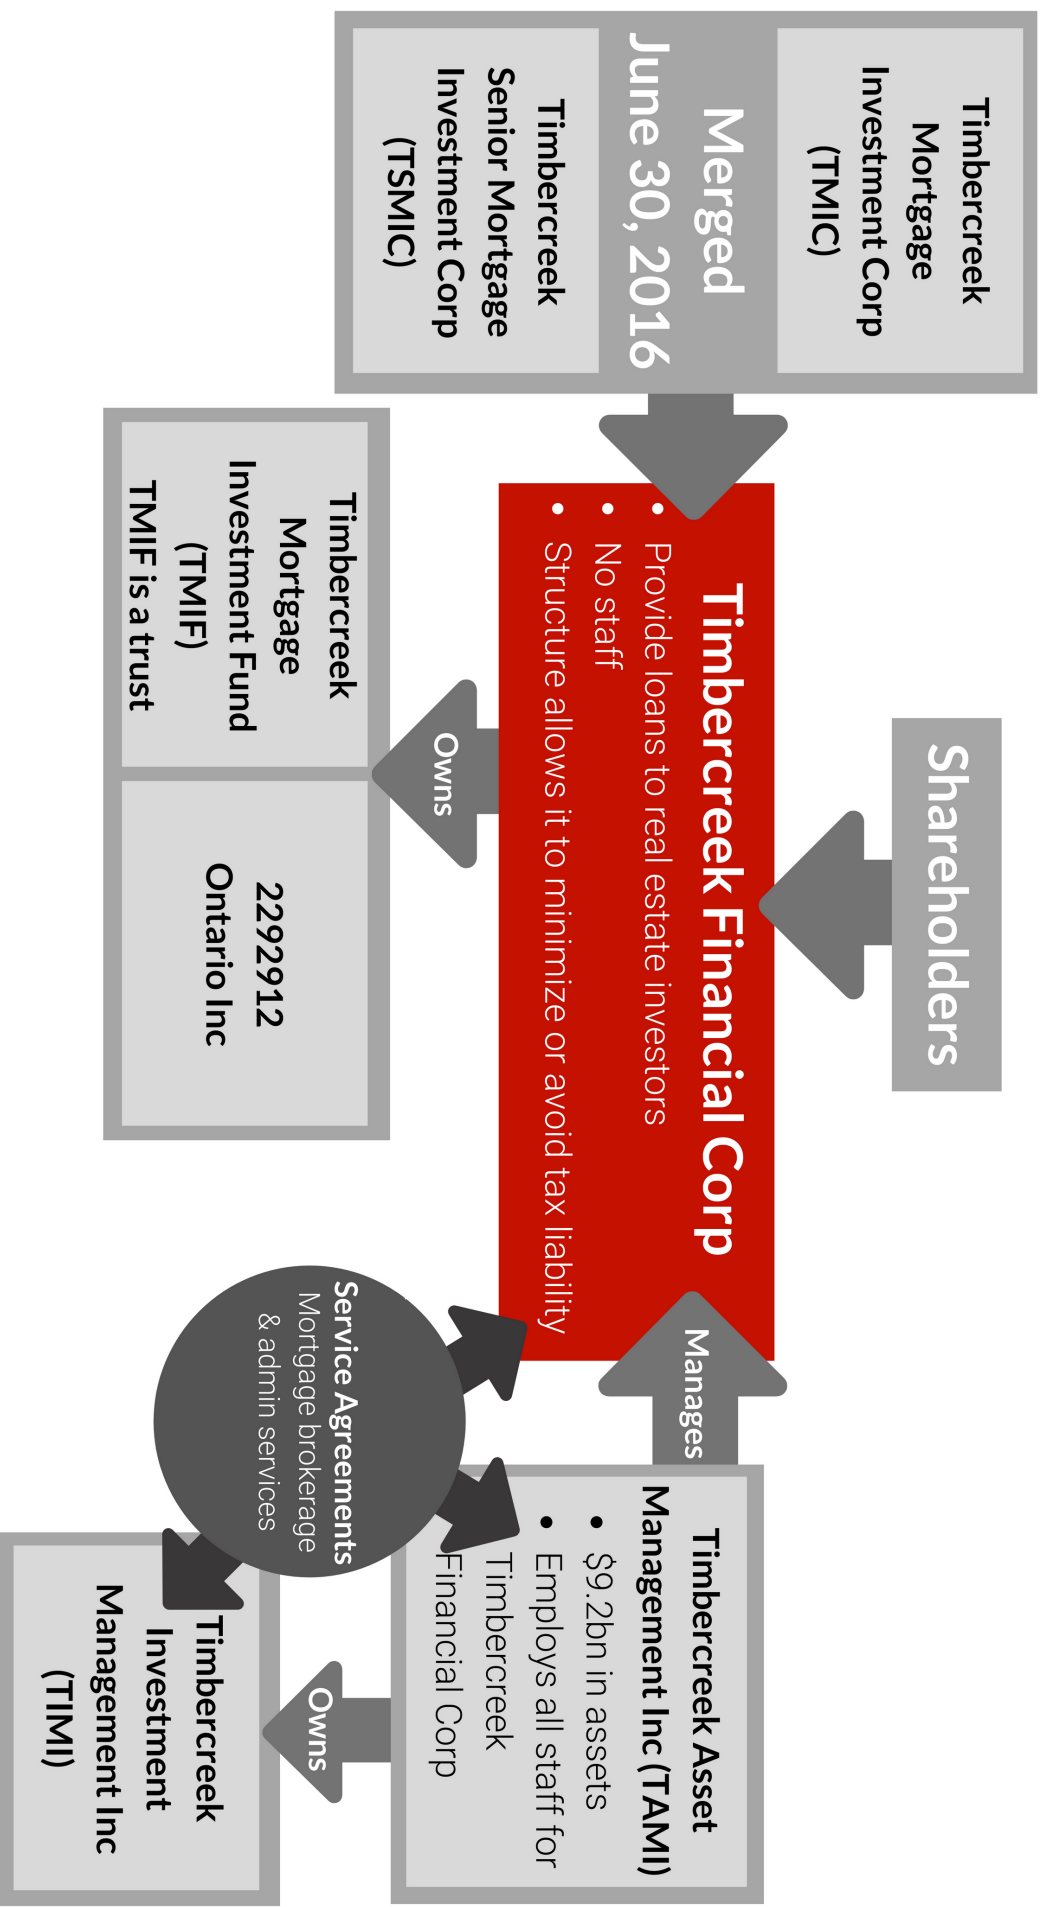 Timbercreek
Mortgage
Investment Corp
(TMIC)
Merged
June 30, 2016
Timbercreek
Senior Mortgage
Investment Corp
(TSMIC)
Shareholders
Timbercreek Financial Corp
• Provide loans to real estate investors
• No staff
• Structure allows it to minimize or avoid tax liability
Manages
Timbercreek Asset
Management Inc (TAMI)
• $9.2bn in assets
• Employs all staff for
Timbercreek
Financial Corp
Owns
Timbercreek
Mortgage
Investment Fund
(TMIF)
TMIF is a trust
2292912
Ontario Inc
Service Agreements
Mortgage brokerage
& admin services
Owns
Timbercreek
Investment
Management Inc
(TIMI)